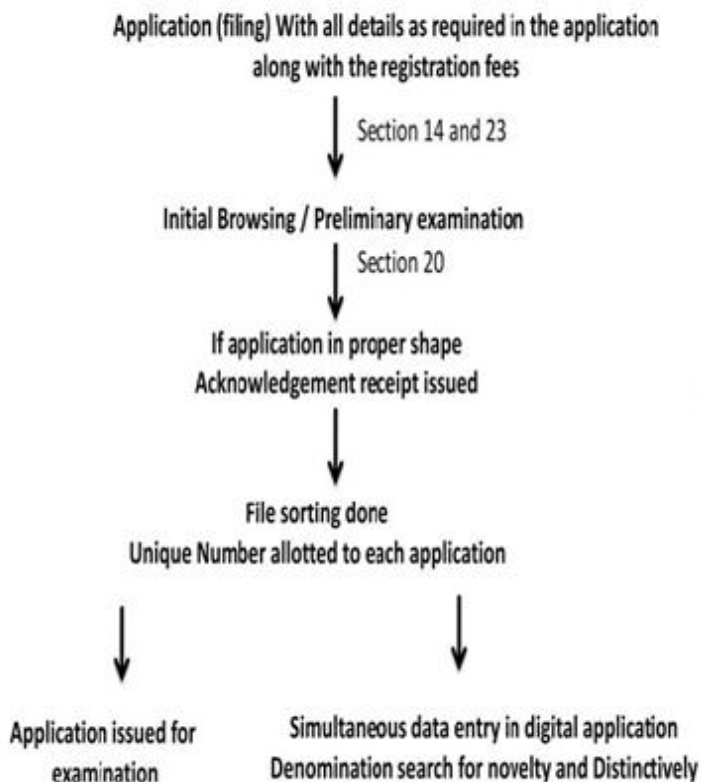 Application (filing) With all details as required in the application
along with the registration fees
Section 14 and 23
Initial Browsing / Preliminary examination
Section 20
If application in proper shape
Acknowledgement receipt issued
File sorting done
Unique Number allotted to each application
Application issued for
examination
Simultaneous data entry in digital application
Denomination search for novelty and Distinctively